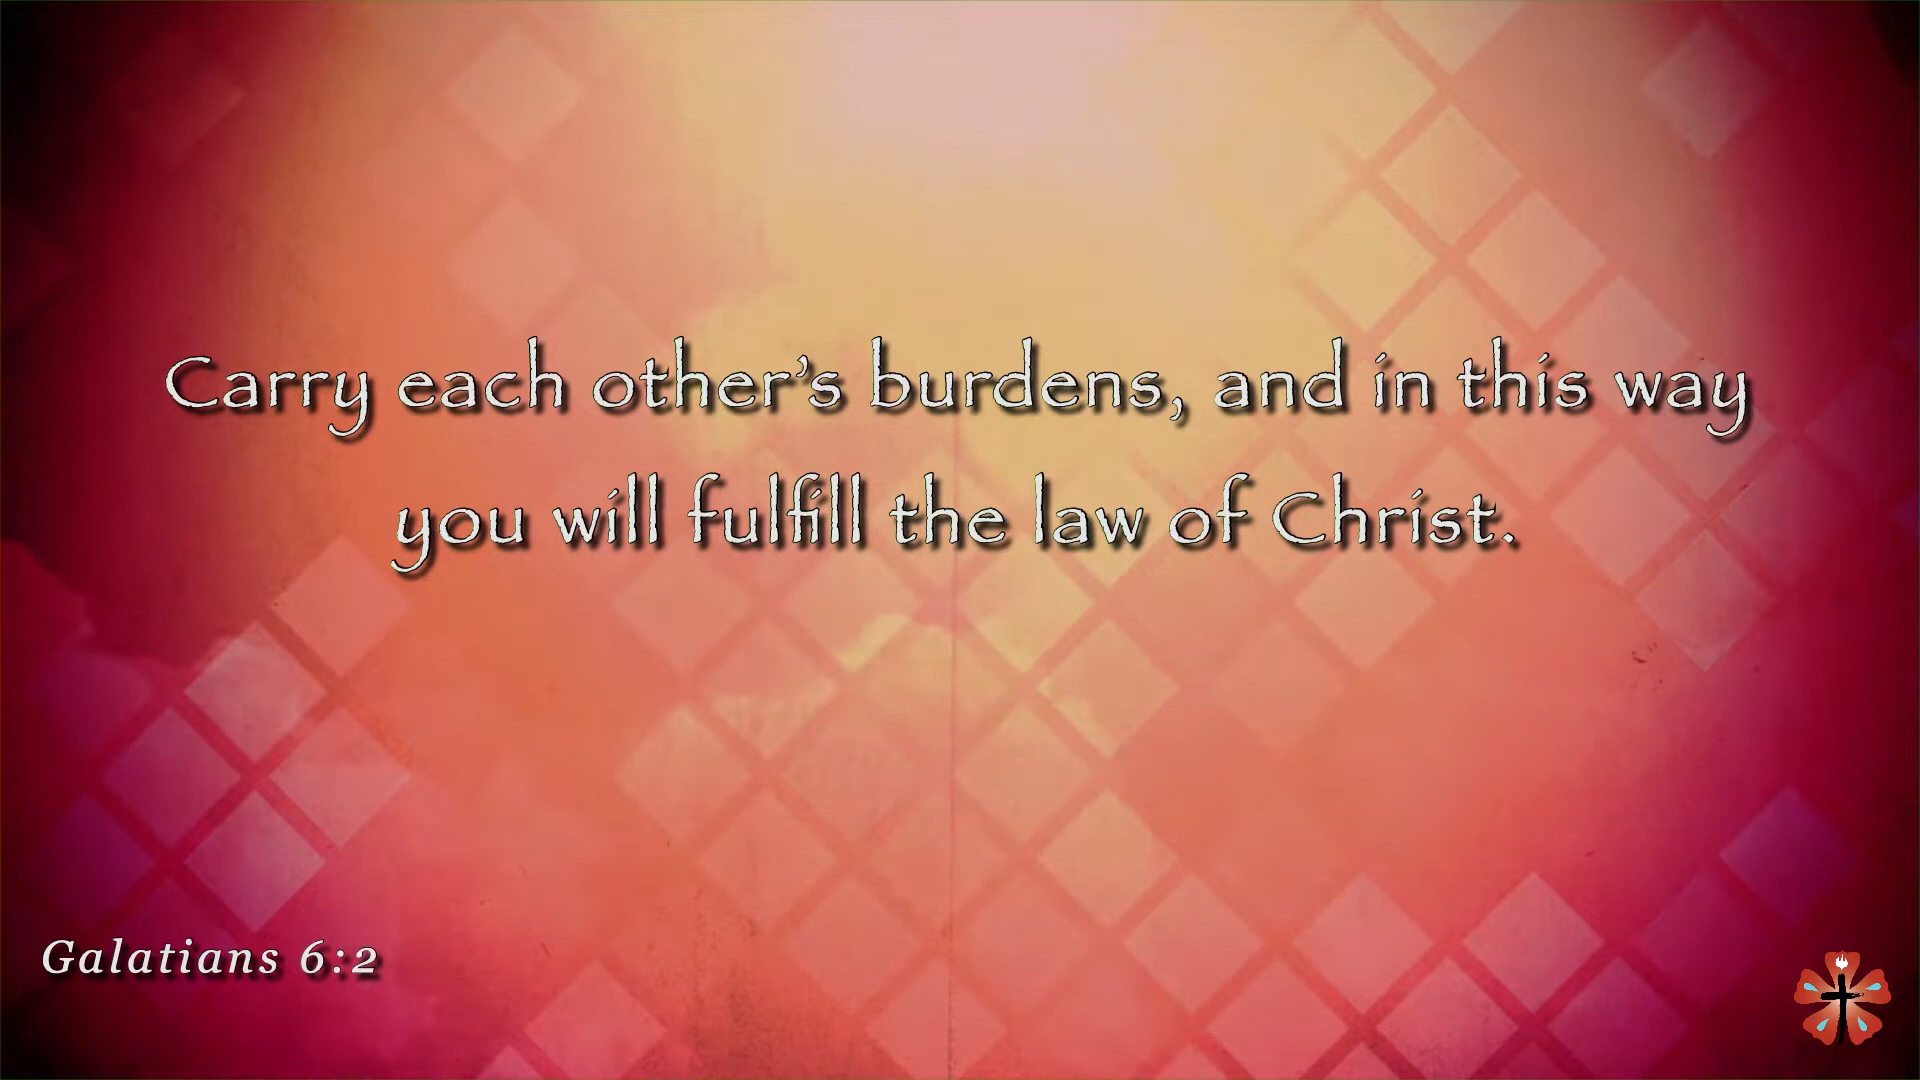 Carry each other’s burdens, and in this way
you will fulfill the law of Christ.
Galatians 6:2